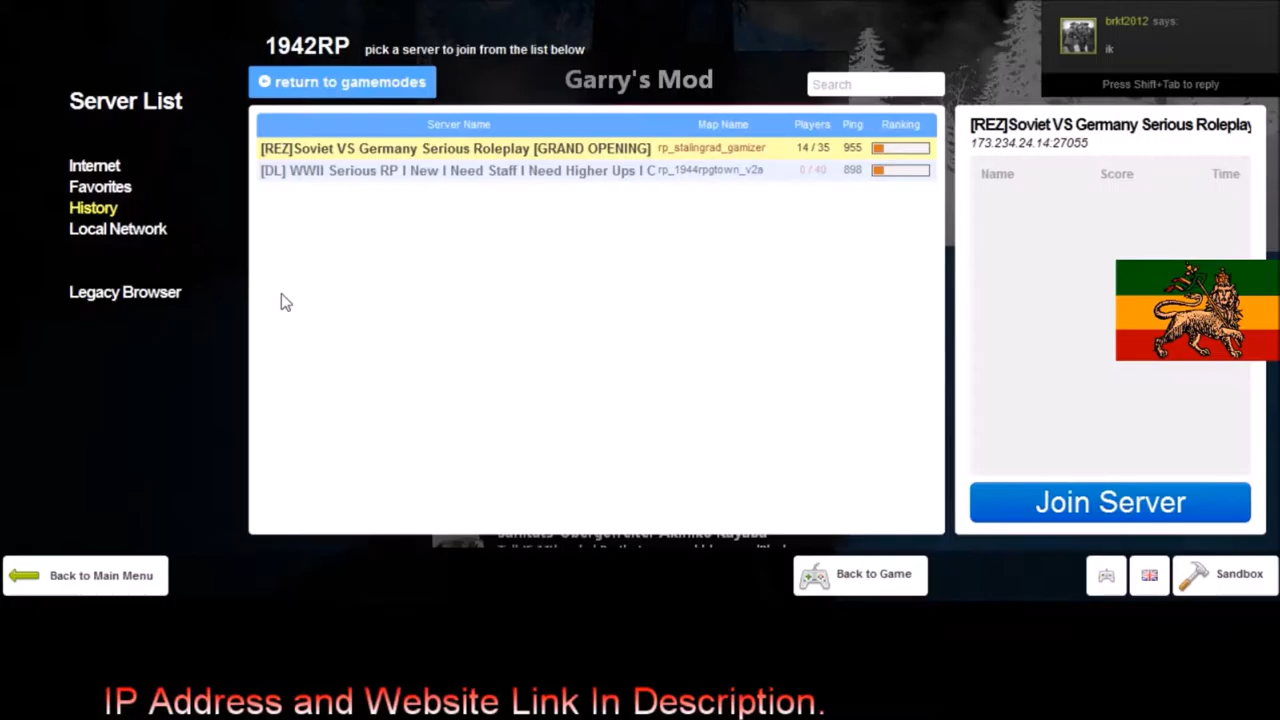 brkf2012 says:
ik
Press Shift+Tab to reply
1942RP pick a server to join from the list below
return to gamemodes
Garry's Mod
Search
Server List
Internet
Favorites
History
Local Network
Legacy Browser
Server Name Map Name Players Ping Ranking
[REZ]Soviet VS Germany Serious Roleplay [GRAND OPENING] rp_stalingrad_gamizer 14 / 35 955
[DL] WWII Serious RP I New I Need Staff I Need Higher Ups I C rp_1944rpgtown_v2a 0 / 40 898
[REZ]Soviet VS Germany Serious Roleplay
173.234.24.14:27055
Name Score Time
Join Server
Back to Main Menu
Back to Game
Sandbox
IP Address and Website Link In Description.